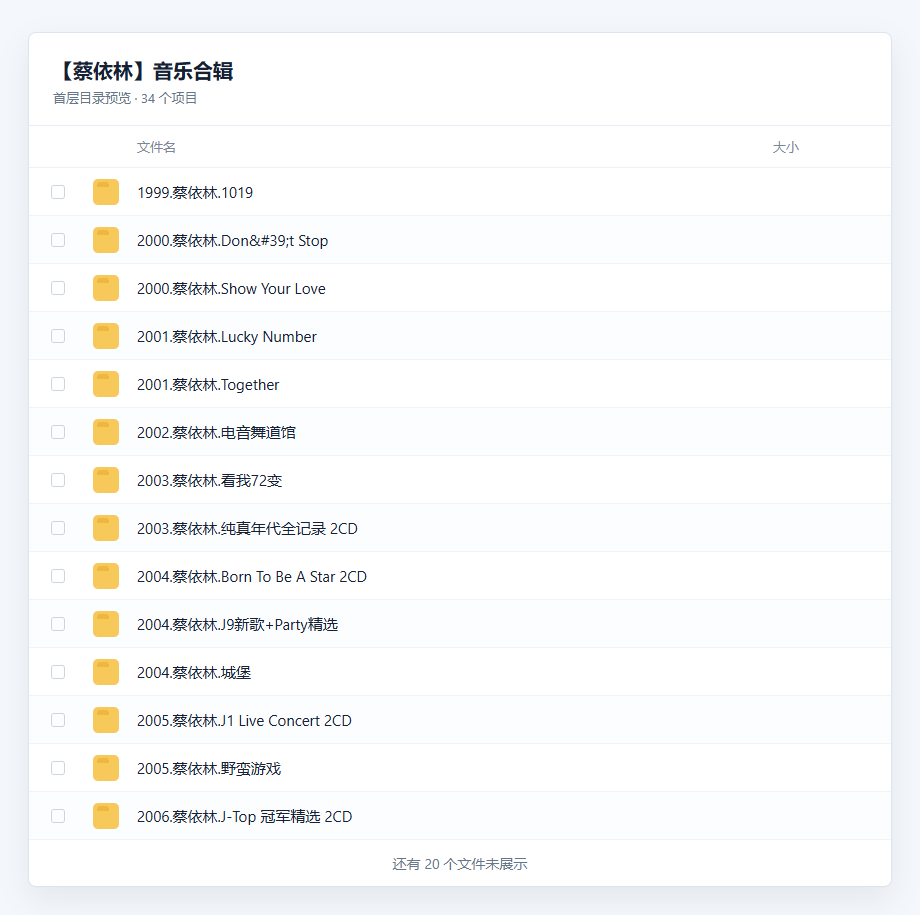 【蔡依林】音乐合辑
首层目录预览 · 34 个项目
文件名 大小
1999.蔡依林.1019
2000.蔡依林.Don&#39;t Stop
2000.蔡依林.Show Your Love
2001.蔡依林.Lucky Number
2001.蔡依林.Together
2002.蔡依林.电音舞道馆
2003.蔡依林.看我72变
2003.蔡依林.纯真年代全记录 2CD
2004.蔡依林.Born To Be A Star 2CD
2004.蔡依林.J9新歌+Party精选
2004.蔡依林.城堡
2005.蔡依林.J1 Live Concert 2CD
2005.蔡依林.野蛮游戏
2006.蔡依林.J-Top 冠军精选 2CD
还有 20 个文件未展示